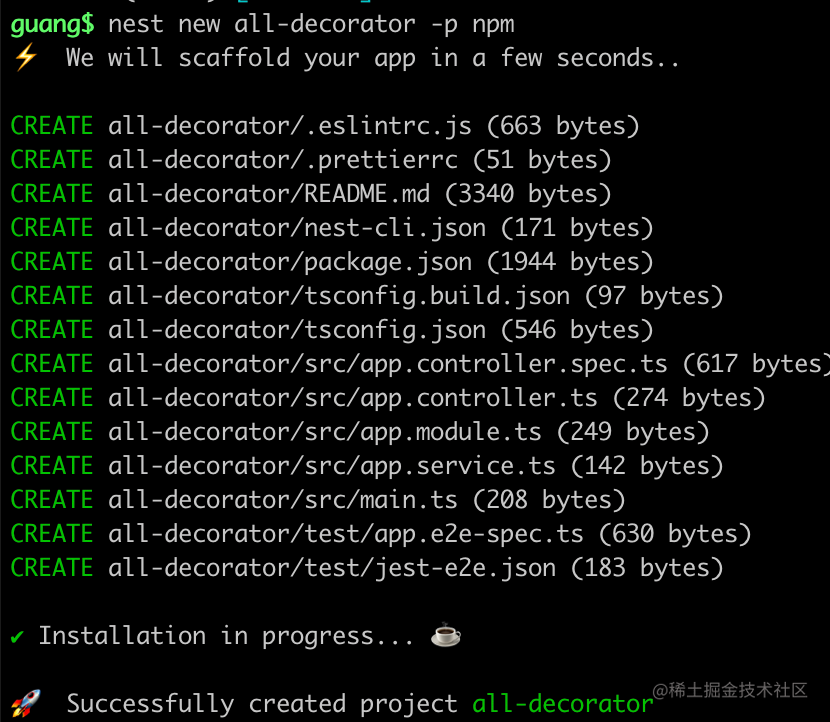 guang$ nest new all-decorator -p npm
⚡ We will scaffold your app in a few seconds..
CREATE all-decorator/.eslintrc.js (663 bytes)
CREATE all-decorator/.prettierrc (51 bytes)
CREATE all-decorator/README.md (3340 bytes)
CREATE all-decorator/nest-cli.json (171 bytes)
CREATE all-decorator/package.json (1944 bytes)
CREATE all-decorator/tsconfig.build.json (97 bytes)
CREATE all-decorator/tsconfig.json (546 bytes)
CREATE all-decorator/src/app.controller.spec.ts (617 bytes)
CREATE all-decorator/src/app.controller.ts (274 bytes)
CREATE all-decorator/src/app.module.ts (249 bytes)
CREATE all-decorator/src/app.service.ts (142 bytes)
CREATE all-decorator/src/main.ts (208 bytes)
CREATE all-decorator/test/app.e2e-spec.ts (630 bytes)
CREATE all-decorator/test/jest-e2e.json (183 bytes)
✔ Installation in progress... ☕
🚀 Successfully created project all-decorator
@稀土掘金技术社区